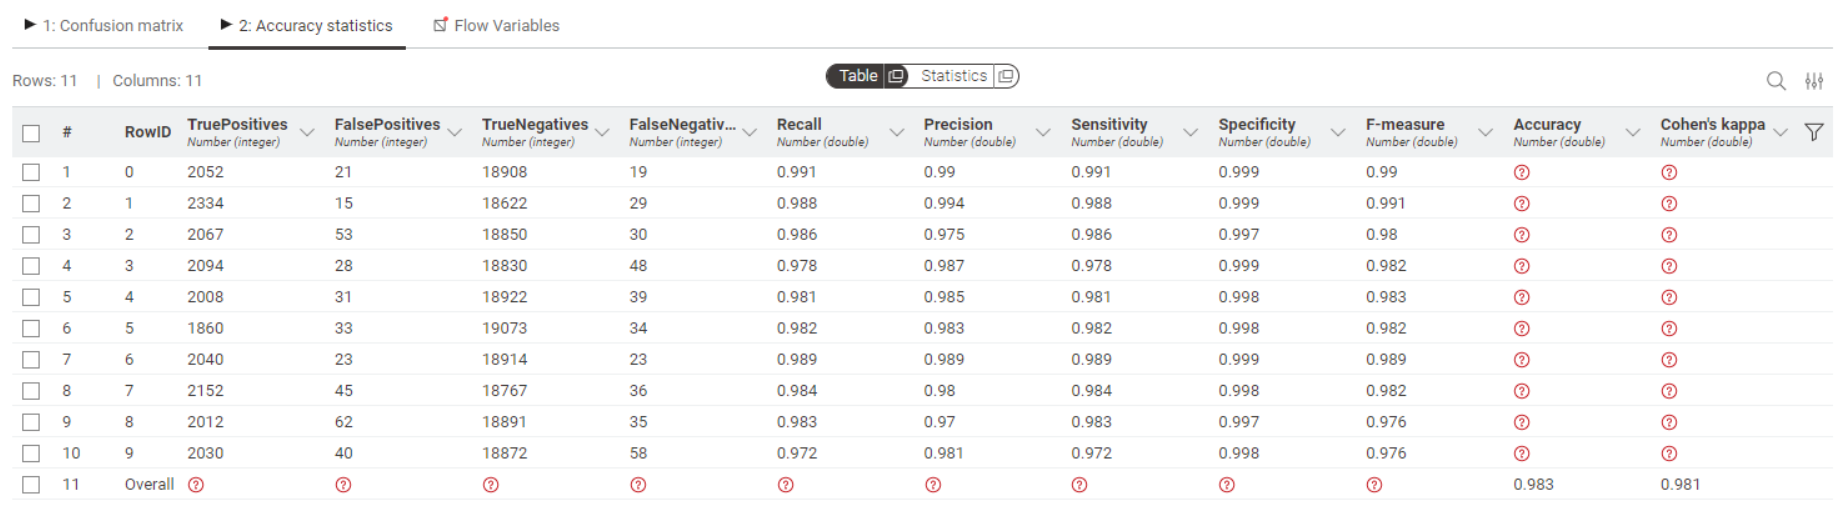 1: Confusion matrix 2: Accuracy statistics Flow Variables
Rows: 11 | Columns: 11 Table Statistics
# RowID TruePositives FalsePositives TrueNegatives FalseNegativ... Recall Precision Sensitivity Specificity F-measure Accuracy Cohen's kappa
Number (integer) Number (integer) Number (integer) Number (integer) Number (double) Number (double) Number (double) Number (double) Number (double) Number (double) Number (double)
1 0 2052 21 18908 19 0.991 0.99 0.991 0.999 0.99 ? ?
2 1 2334 15 18622 29 0.988 0.994 0.988 0.999 0.991 ? ?
3 2 2067 53 18850 30 0.986 0.975 0.986 0.997 0.98 ? ?
4 3 2094 28 18830 48 0.978 0.987 0.978 0.999 0.982 ? ?
5 4 2008 31 18922 39 0.981 0.985 0.981 0.998 0.983 ? ?
6 5 1860 33 19073 34 0.982 0.983 0.982 0.998 0.982 ? ?
7 6 2040 23 18914 23 0.989 0.989 0.989 0.999 0.989 ? ?
8 7 2152 45 18767 36 0.984 0.98 0.984 0.998 0.982 ? ?
9 8 2012 62 18891 35 0.983 0.97 0.983 0.997 0.976 ? ?
10 9 2030 40 18872 58 0.972 0.981 0.972 0.998 0.976 ? ?
11 Overall ? ? ? ? ? ? ? ? ? 0.983 0.981